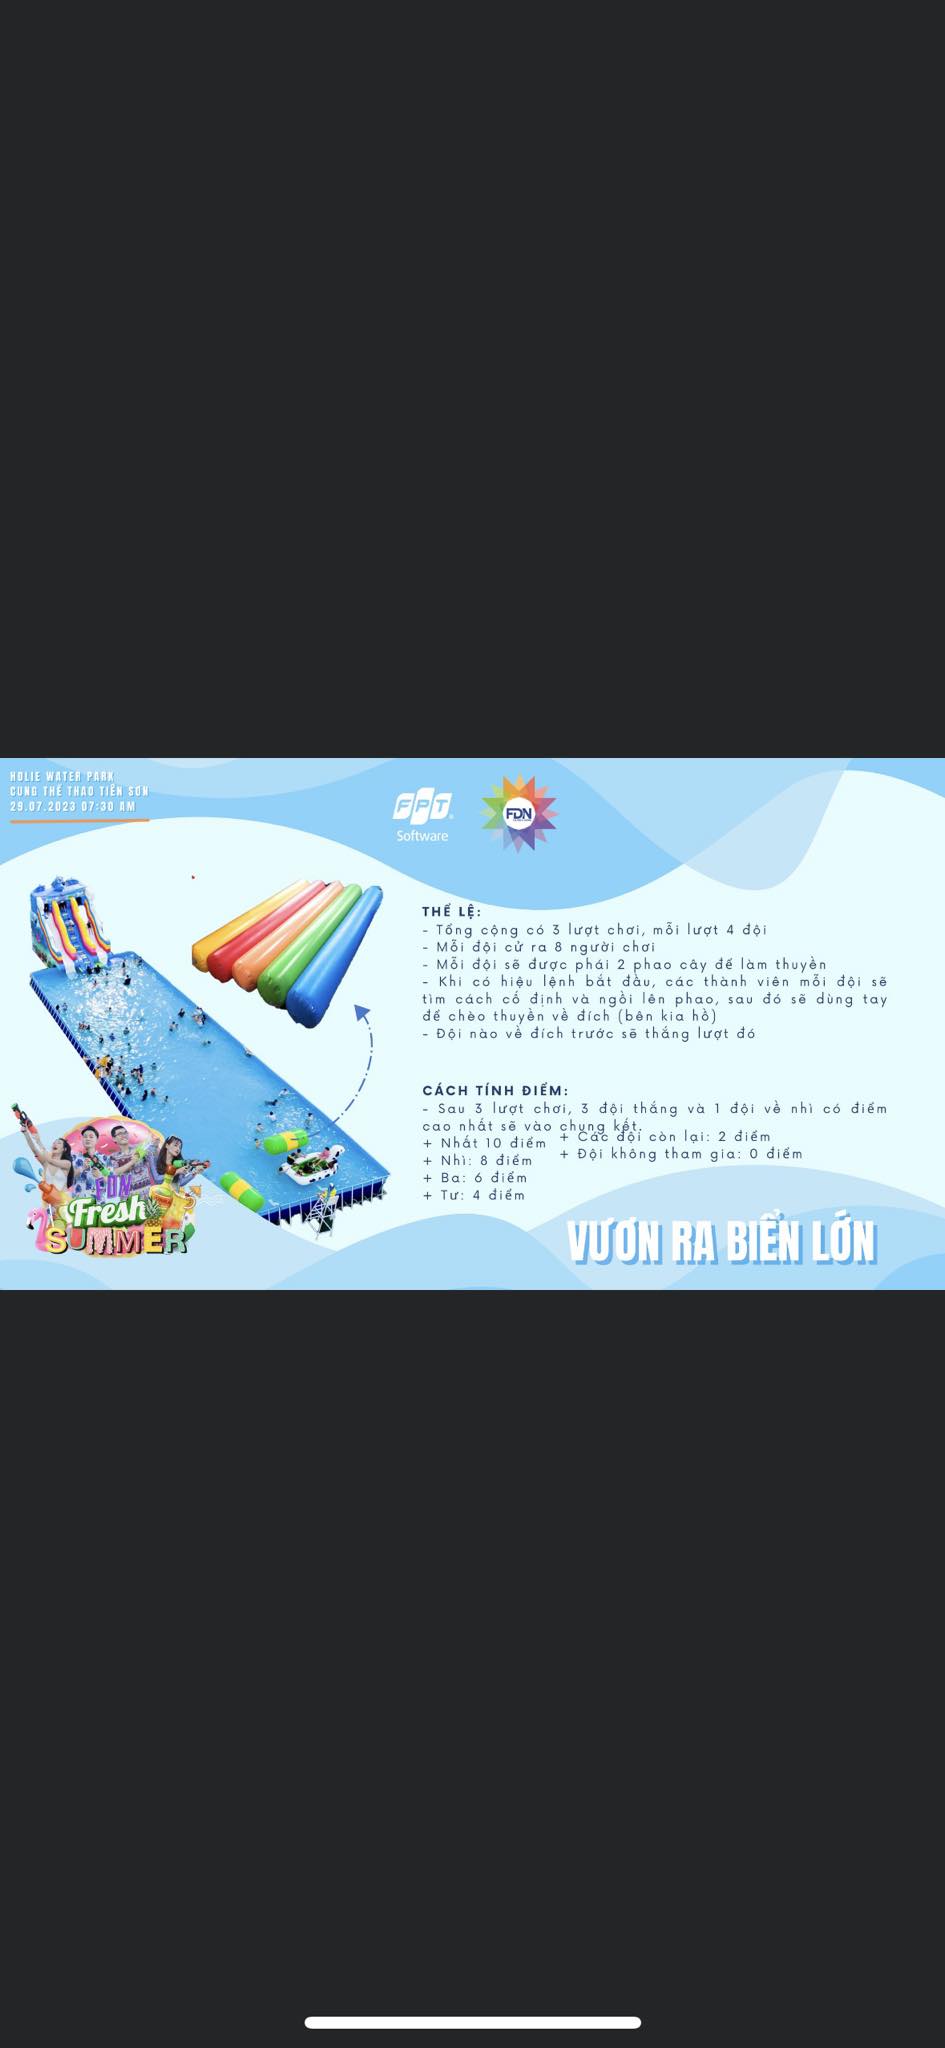 HOLIE WATER PARK
CUNG THỂ THAO TIÊN SƠN
29.07.2023 07:30 AM
FPT
Software
FDN
THỂ LỆ:
- Tổng cộng có 3 lượt chơi, mỗi lượt 4 đội
- Mỗi đội cử ra 8 người chơi
- Mỗi đội sẽ được phái 2 phao cây để làm thuyền
- Khi có hiệu lệnh bắt đầu, các thành viên mỗi đội sẽ
tìm cách cố định và ngồi lên phao, sau đó sẽ dùng tay
để chèo thuyền về đích (bên kia hồ)
- Đội nào về đích trước sẽ thắng lượt đó
CÁCH TÍNH ĐIỂM:
- Sau 3 lượt chơi, 3 đội thắng và 1 đội về nhì có điểm
cao nhất sẽ vào chung kết.
+ Nhất 10 điểm
+ Nhì: 8 điểm
+ Ba: 6 điểm
+ Tư: 4 điểm
+ Các đội còn lại: 2 điểm
+ Đội không tham gia: 0 điểm
FDN
Fresh
SUMMER
VƯƠN RA BIỂN LỚN